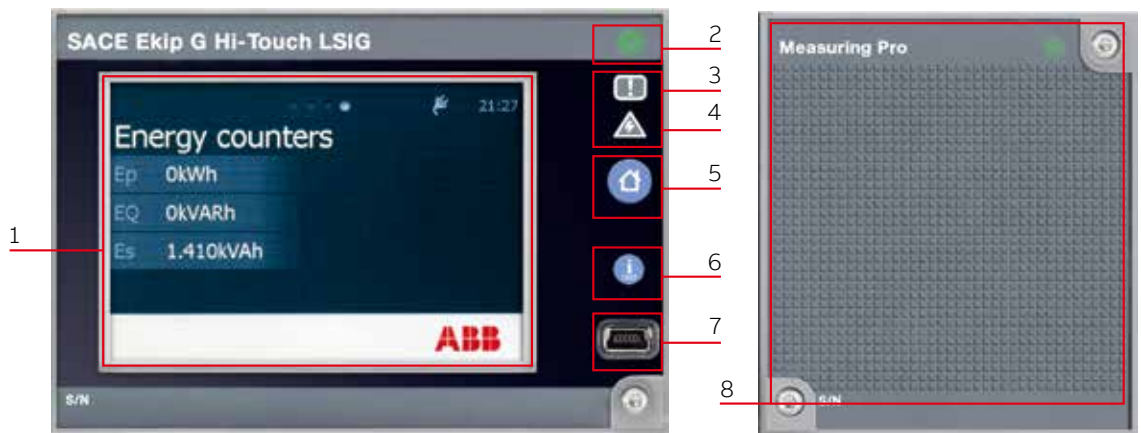 SACE Ekip G Hi-Touch LSIG
21:27
Energy counters
Ep 0kWh
EQ 0kVARh
Es 1.410kVAh
ABB
S/N
1
2
3
4
5
6
7
Measuring Pro
S/N
8